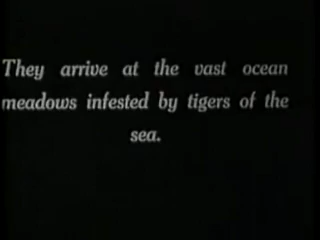 They arrive at the vast ocean
meadows infested by tigers of the
sea.